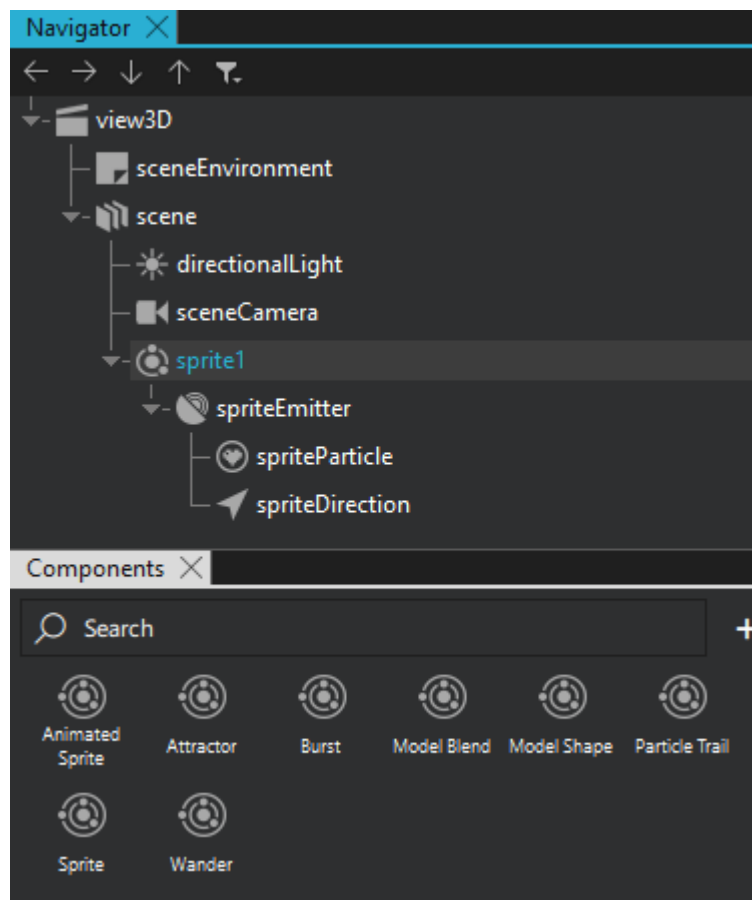 Navigator
view3D
sceneEnvironment
scene
directionalLight
sceneCamera
sprite1
spriteEmitter
spriteParticle
spriteDirection
Components
Search
Animated
Sprite
Attractor
Burst
Model Blend
Model Shape
Particle Trail
Sprite
Wander